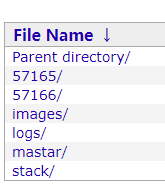 File Name ↓
Parent directory/
57165/
57166/
images/
logs/
mastar/
stack/